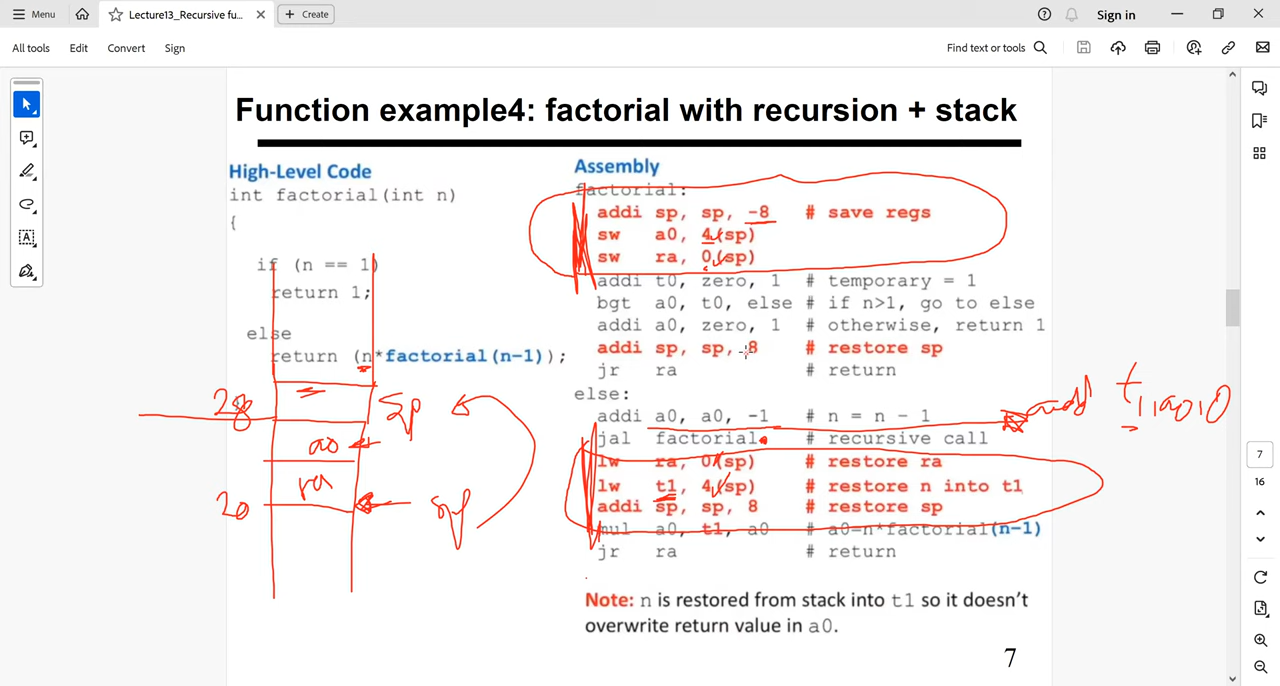 Menu
Lecture13_Recursive fu...
Create
Sign in
All tools
Edit
Convert
Sign
Find text or tools
Function example4: factorial with recursion + stack
High-Level Code
int factorial(int n)
{
if (n == 1)
return 1;
else
return (n*factorial(n-1));
28
sp
a0
ra
20
sp
Assembly
factorial:
addi sp, sp, -8 # save regs
sw a0, 4(sp)
sw ra, 0(sp)
addi t0, zero, 1 # temporary = 1
bgt a0, t0, else # if n>1, go to else
addi a0, zero, 1 # otherwise, return 1
addi sp, sp, 8 # restore sp
jr ra # return
else:
addi a0, a0, -1 # n = n - 1
add t1, a0, 0
jal factorial # recursive call
lw ra, 0(sp) # restore ra
lw t1, 4(sp) # restore n into t1
addi sp, sp, 8 # restore sp
mul a0, t1, a0 # a0=n*factorial(n-1)
jr ra # return
Note: n is restored from stack into t1 so it doesn’t
overwrite return value in a0.
7
7
16